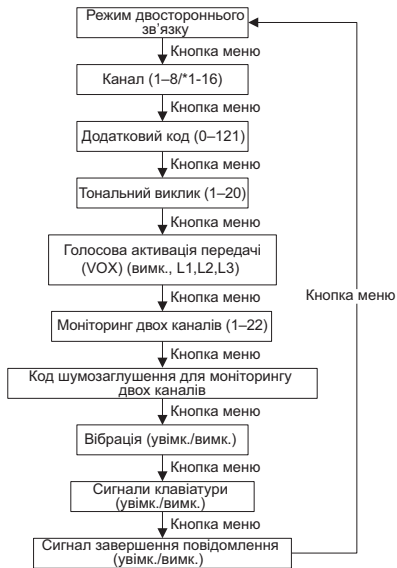 Режим двостороннього
зв’язку
Кнопка меню
Канал (1–8/*1-16)
Кнопка меню
Додатковий код (0–121)
Кнопка меню
Тональний виклик (1–20)
Кнопка меню
Голосова активація передачі
(VOX) (вимк., L1,L2,L3)
Кнопка меню
Кнопка меню
Моніторинг двох каналів (1–22)
Кнопка меню
Код шумозаглушення для моніторингу
двох каналів
Кнопка меню
Вібрація (увімк./вимк.)
Кнопка меню
Сигнали клавіатури
(увімк./вимк.)
Кнопка меню
Сигнал завершення повідомлення
(увімк./вимк.)